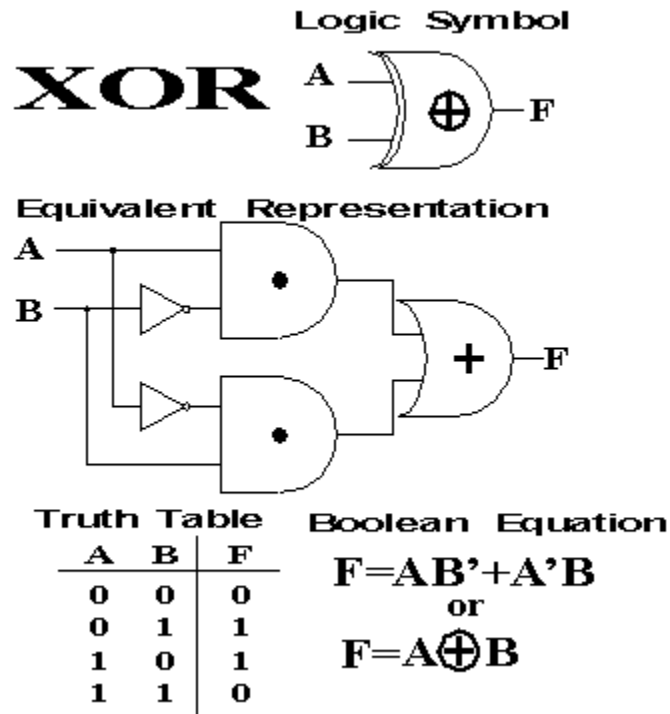 Logic Symbol
XOR
A
B
⊕
F
Equivalent Representation
A
B
•
•
+
F
Truth Table
A B F
0 0 0
0 1 1
1 0 1
1 1 0
Boolean Equation
F=AB’+A’B
or
F=A⊕B